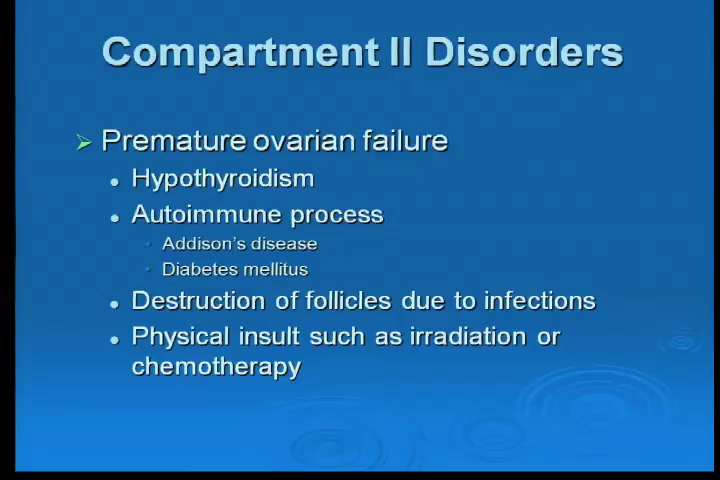 Compartment II Disorders
Premature ovarian failure
Hypothyroidism
Autoimmune process
Addison's disease
Diabetes mellitus
Destruction of follicles due to infections
Physical insult such as irradiation or
chemotherapy